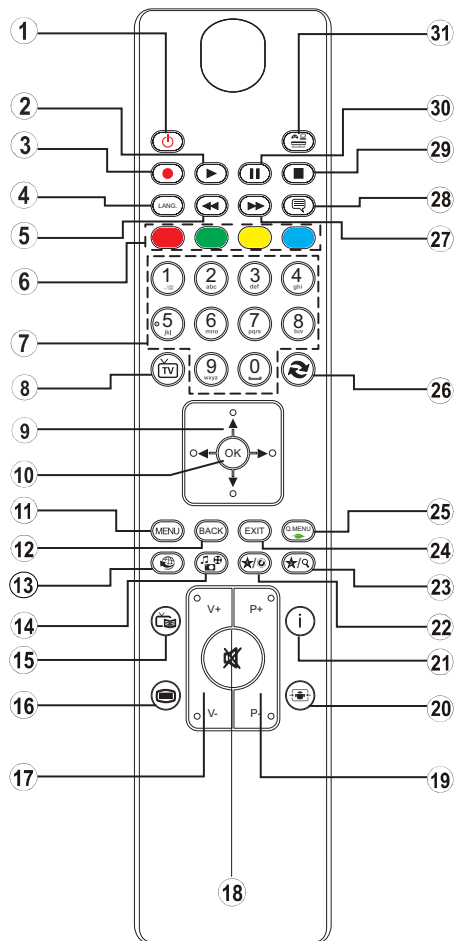 1
31
2
30
3
29
4
LANG.
28
5
27
6
1 2 3 4
.,@ abc def ghi
5 6 7 8
jkl mno pqrs tuv
7
9 0
wxyz
TV
8
26
9
10
OK
11
MENU BACK EXIT Q.MENU
25
12
24
13
23
14
22
V+ P+
15
i
21
16
20
V- P-
17
19
18